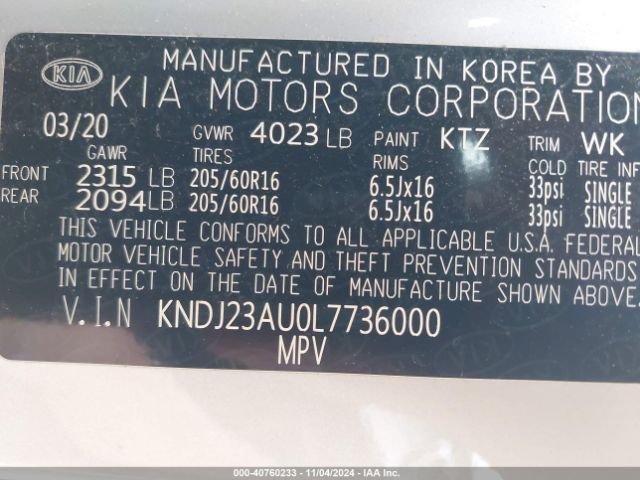 KIA
MANUFACTURED IN KOREA BY
KIA MOTORS CORPORATION
03/20 GVWR 4023 LB PAINT KTZ TRIM WK
GAWR TIRES RIMS COLD TIRE INF
FRONT 2315 LB 205/60R16 6.5Jx16 33psi SINGLE
REAR 2094 LB 205/60R16 6.5Jx16 33psi SINGLE
THIS VEHICLE CONFORMS TO ALL APPLICABLE U.S.A. FEDERAL
MOTOR VEHICLE SAFETY AND THEFT PREVENTION STANDARDS
IN EFFECT ON THE DATE OF MANUFACTURE SHOWN ABOVE
V.I.N KNDJ23AU0L7736000
MPV
000-40760233 - 11/04/2024 - IAA Inc.